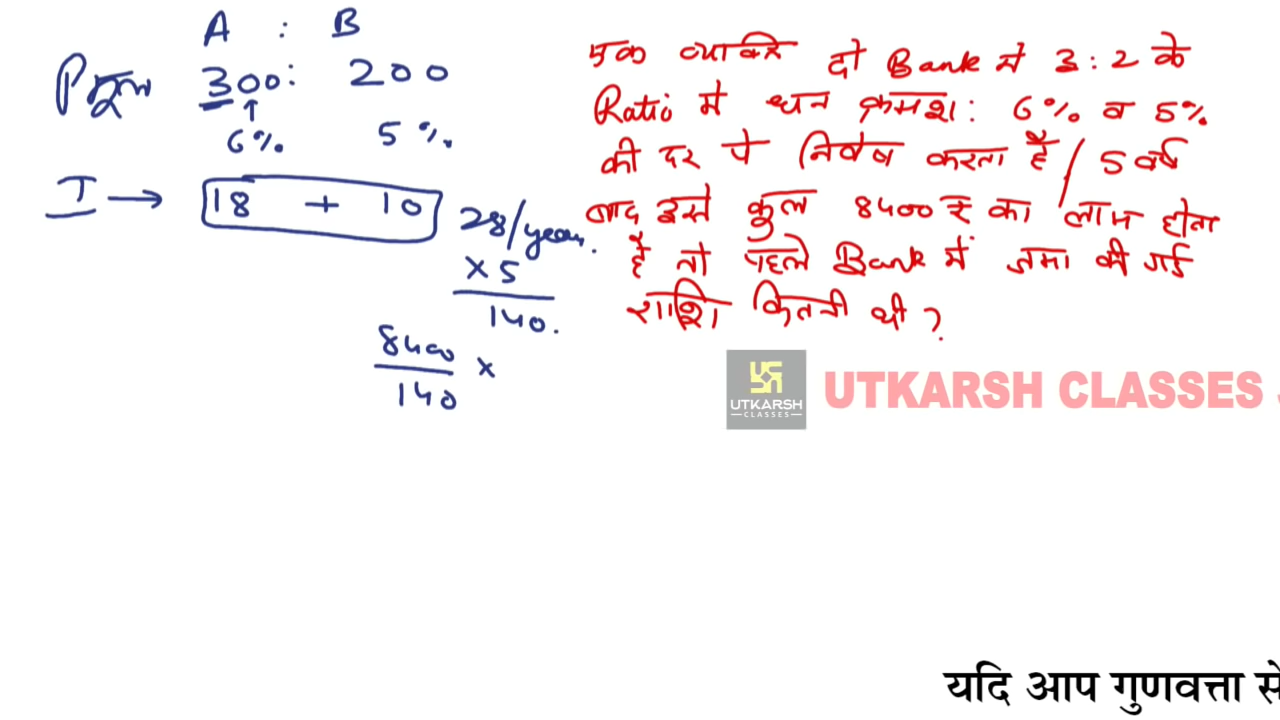 A : B
P मूल 300 : 200
6% 5%
I → 18 + 10 28/year.
× 5
140.
8400 ×
140
एक व्यक्ति दो Bank में 3 : 2 के
Ratio में धन क्रमश: 6% व 5%
की दर पे निवेश करता है / 5 वर्ष
बाद इसे कुल 8400 ₹ का लाभ होता
है तो पहले Bank में जमा की गई
राशि कितनी थी ?
UTKARSH
CLASSES
UTKARSH CLASSES
यदि आप गुणवत्ता से